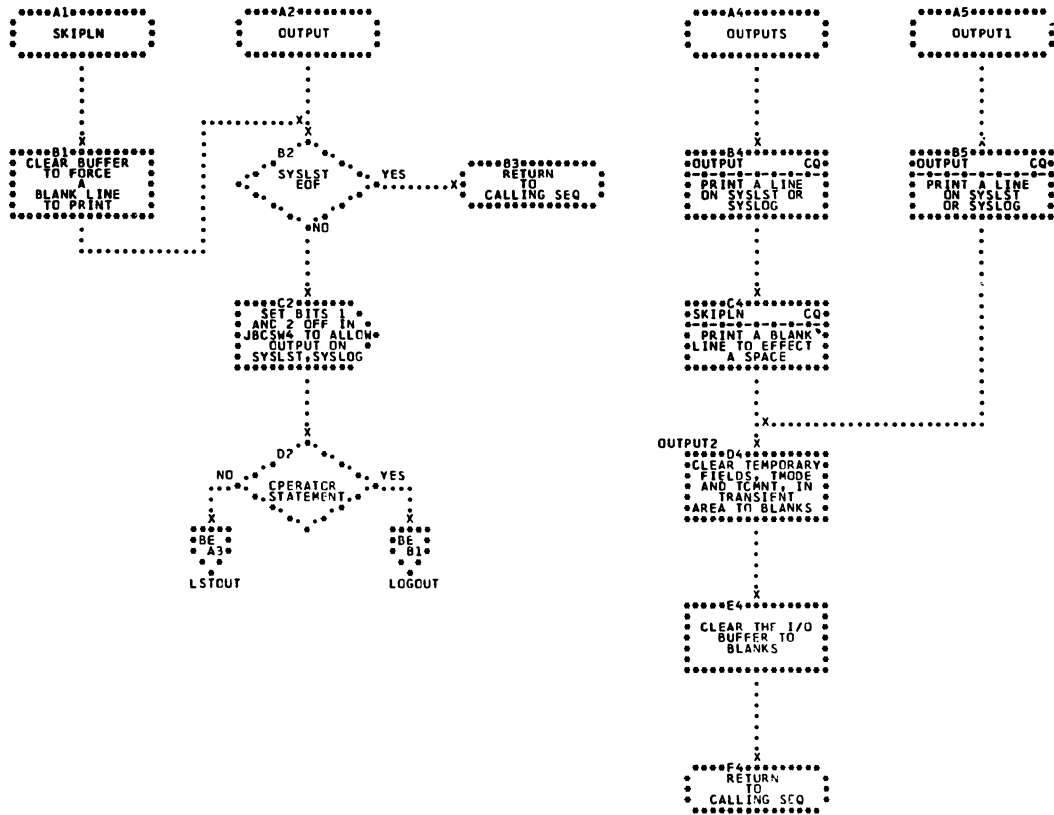 A1
SKIPLN
A2
OUTPUT
A4
OUTPUTS
A5
OUTPUT1
B1
CLEAR BUFFER
TO FORCE
A
BLANK LINE
TO PRINT
B2
SYSLST
EOF
YES
NO
B3
RETURN
TO
CALLING SEQ
B4
OUTPUT CQ
PRINT A LINE
ON SYSLST OR
SYSLOG
B5
OUTPUT CQ
PRINT A LINE
ON SYSLST
OR SYSLOG
C2
SET BITS 1
AND 2 OFF IN
JBCSW4 TO ALLOW
OUTPUT ON
SYSLST,SYSLOG
C4
SKIPLN CQ
PRINT A BLANK
LINE TO EFFECT
A SPACE
D2
OPERATOR
STATEMENT
NO
YES
BE
A3
LSTOUT
BE
B1
LOGOUT
OUTPUT2
D4
CLEAR TEMPORARY
FIELDS, TMODE
AND TCMNT, IN
TRANSIENT
AREA TO BLANKS
E4
CLEAR THE I/O
BUFFER TO
BLANKS
F4
RETURN
TO
CALLING SEQ